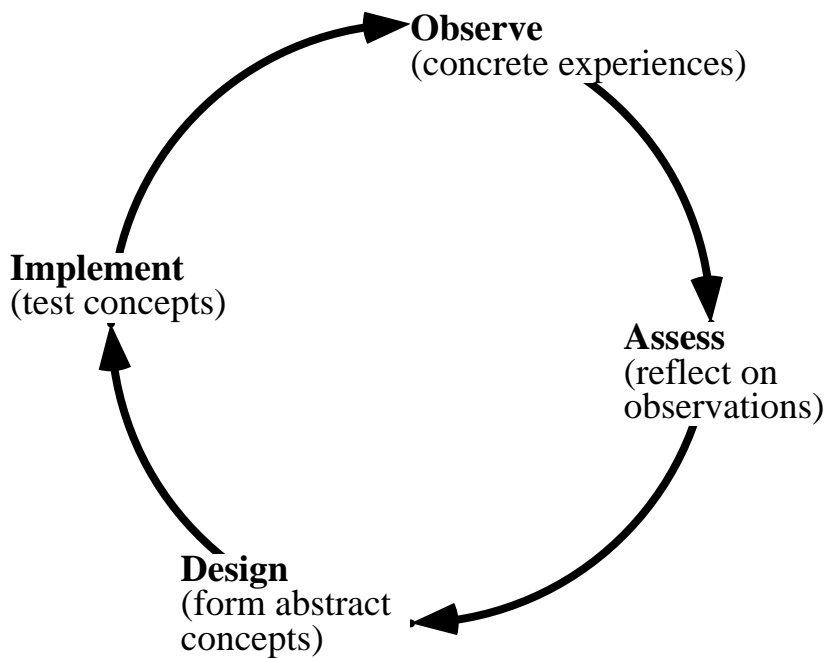 Observe
(concrete experiences)
Assess
(reflect on
observations)
Design
(form abstract
concepts)
Implement
(test concepts)